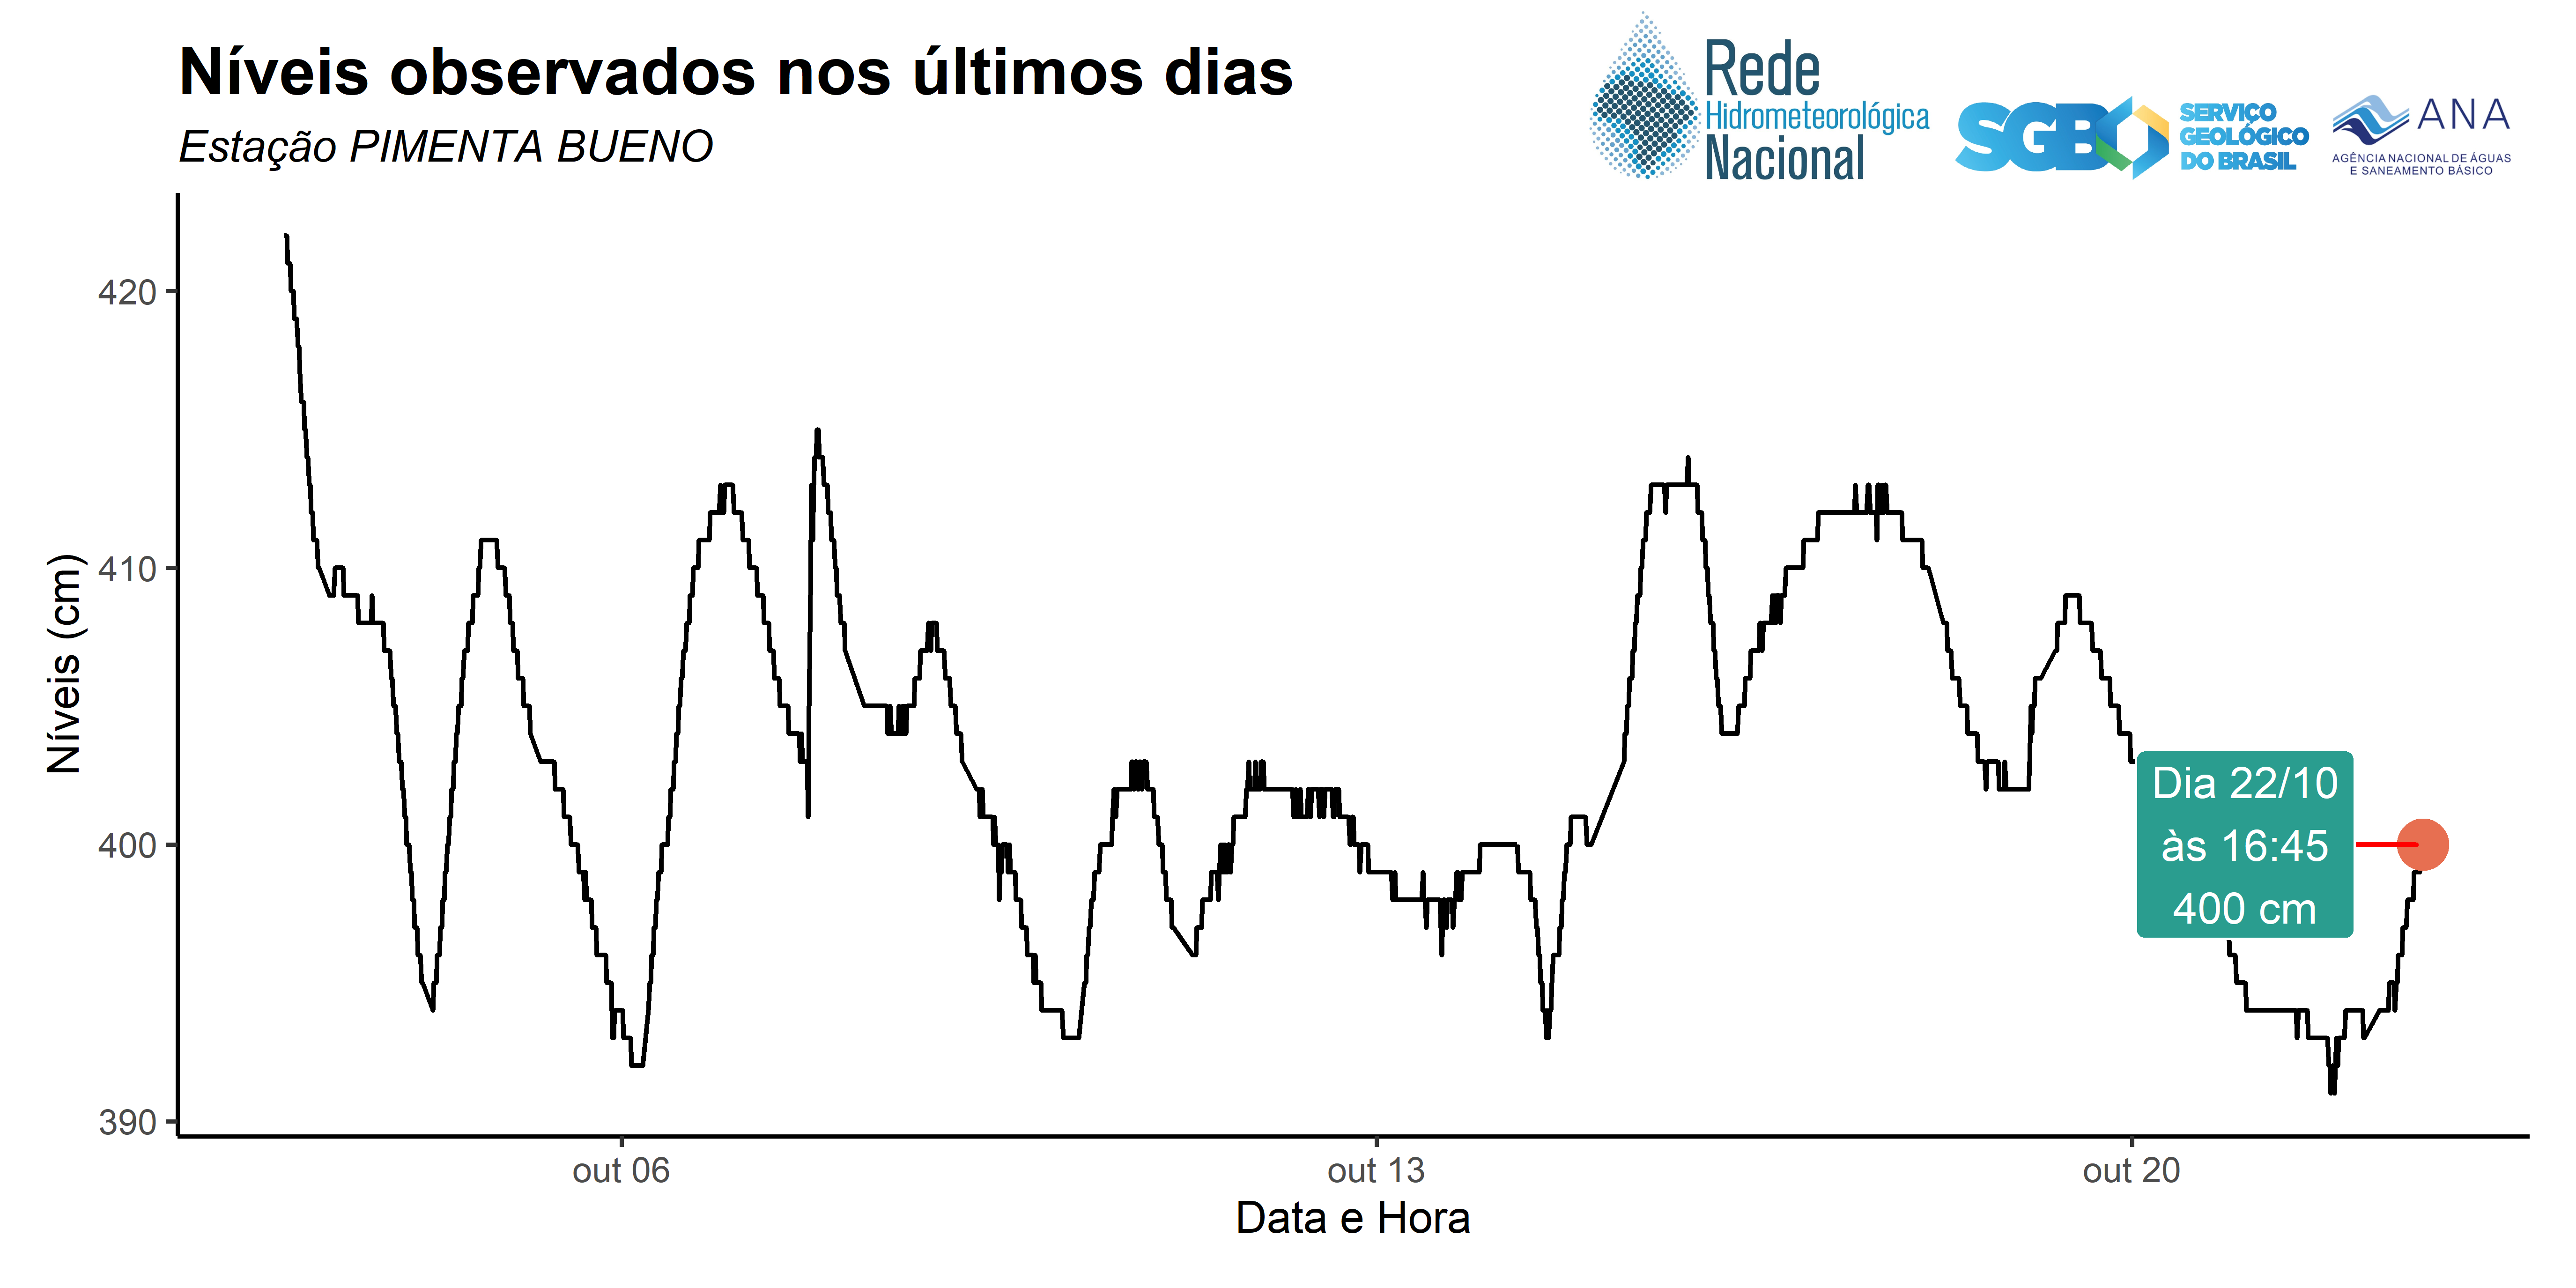 Níveis observados nos últimos dias
Estação PIMENTA BUENO
Rede
Hidrometeorológica
Nacional
SGB
SERVIÇO
GEOLÓGICO
DO BRASIL
ANA
AGÊNCIA NACIONAL DE ÁGUAS
E SANEAMENTO BÁSICO
Níveis (cm)
420
410
400
390
Dia 22/10
às 16:45
400 cm
out 06
out 13
out 20
Data e Hora